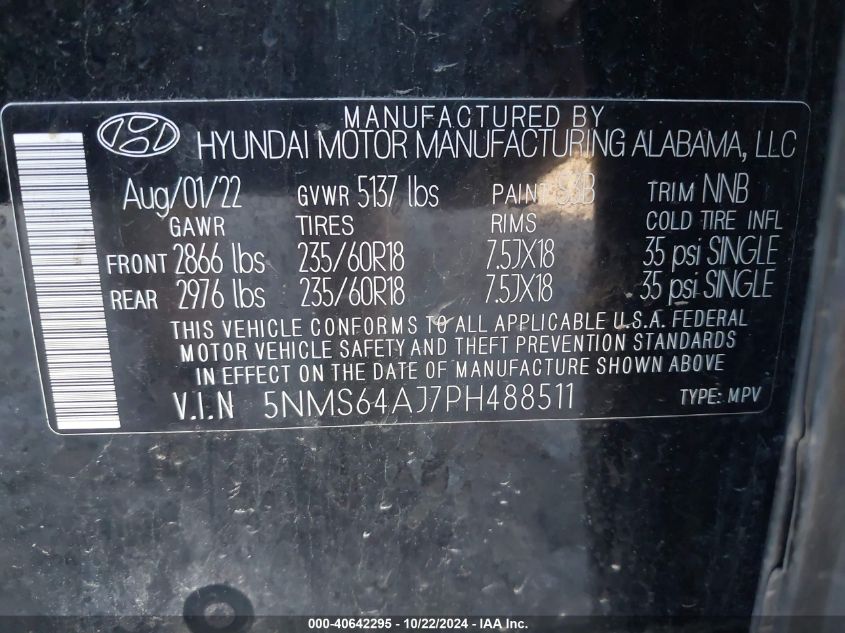 MANUFACTURED BY
HYUNDAI MOTOR MANUFACTURING ALABAMA, LLC
Aug/01/22 GVWR 5137 lbs PAINT S3B TRIM NNB
GAWR TIRES RIMS COLD TIRE INFL
FRONT 2866 lbs 235/60R18 7.5JX18 35 psi SINGLE
REAR 2976 lbs 235/60R18 7.5JX18 35 psi SINGLE
THIS VEHICLE CONFORMS TO ALL APPLICABLE U.S.A. FEDERAL
MOTOR VEHICLE SAFETY AND THEFT PREVENTION STANDARDS
IN EFFECT ON THE DATE OF MANUFACTURE SHOWN ABOVE.
V.I.N 5NMS64AJ7PH488511 TYPE: MPV
000-40642295 - 10/22/2024 - IAA Inc.